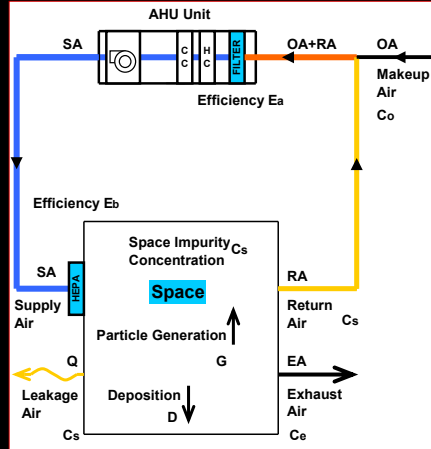 AHU Unit
SA
C C
H C
FILTER
OA+RA
OA
Makeup
Air
Co
Efficiency Ea
Efficiency Eb
SA
HEPA
Supply
Air
Space Impurity Cs
Concentration
Space
RA
Return
Air
Cs
Particle Generation
G
Q
Leakage
Air
Cs
Deposition
D
EA
Exhaust
Air
Ce